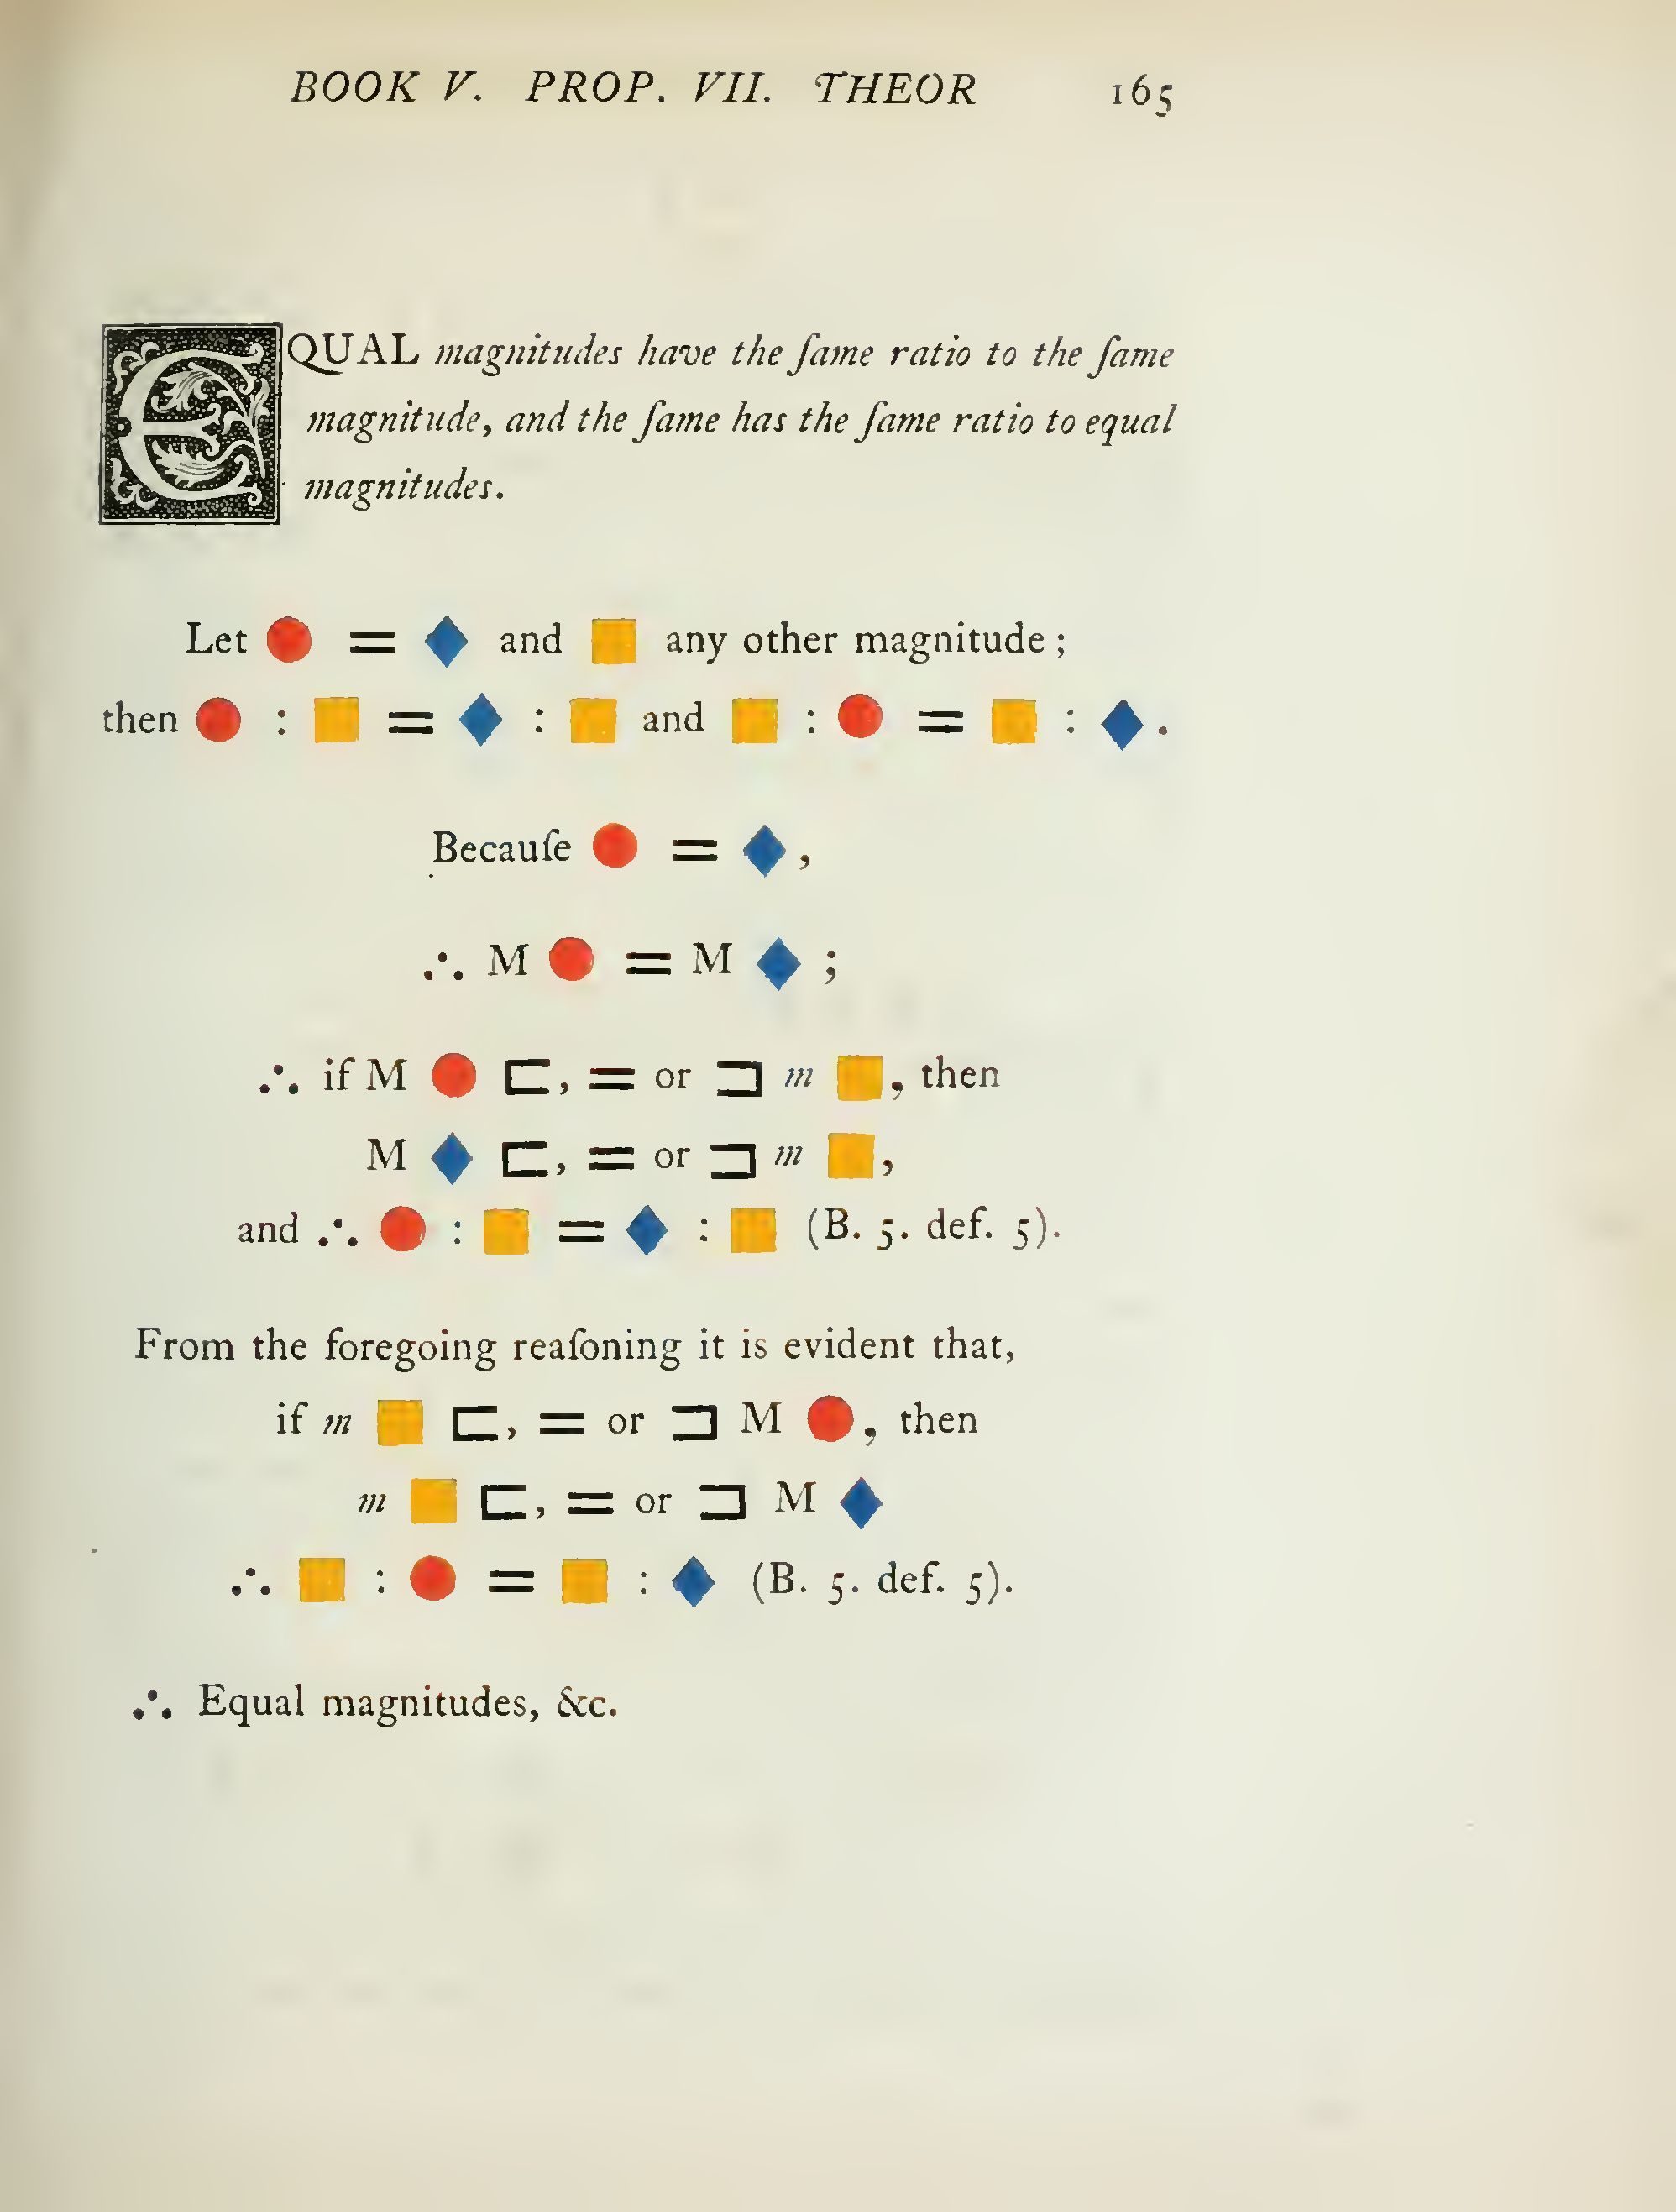 BOOK V. PROP. VII. THEOR 165
EQUAL magnitudes have the ſame ratio to the ſame
magnitude, and the ſame has the ſame ratio to equal
magnitudes.
Let 🔴 = 🔷 and 🟨 any other magnitude;
then 🔴 : 🟨 = 🔷 : 🟨 and 🟨 : 🔴 = 🟨 : 🔷.
Becauſe 🔴 = 🔷,
∴ M 🔴 = M 🔷;
∴ if M 🔴 ⊏, = or ⊐ m 🟨, then
M 🔷 ⊏, = or ⊐ m 🟨,
and ∴ 🔴 : 🟨 = 🔷 : 🟨 (B. 5. def. 5).
From the foregoing reaſoning it is evident that,
if m 🟨 ⊏, = or ⊐ M 🔴, then
m 🟨 ⊏, = or ⊐ M 🔷
∴ 🟨 : 🔴 = 🟨 : 🔷 (B. 5. def. 5).
∴ Equal magnitudes, &c.